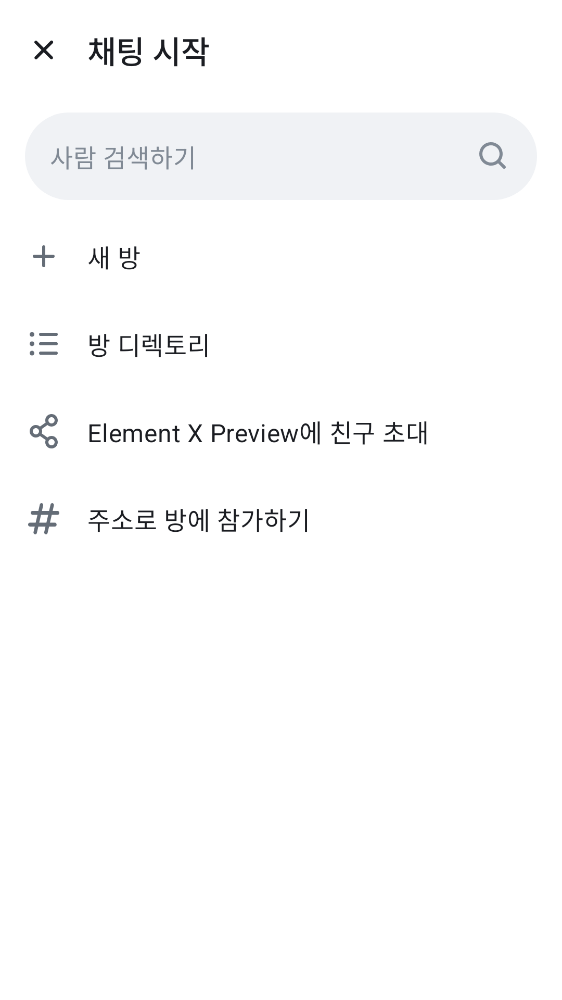 채팅 시작
사람 검색하기
새 방
방 디렉토리
Element X Preview에 친구 초대
주소로 방에 참가하기